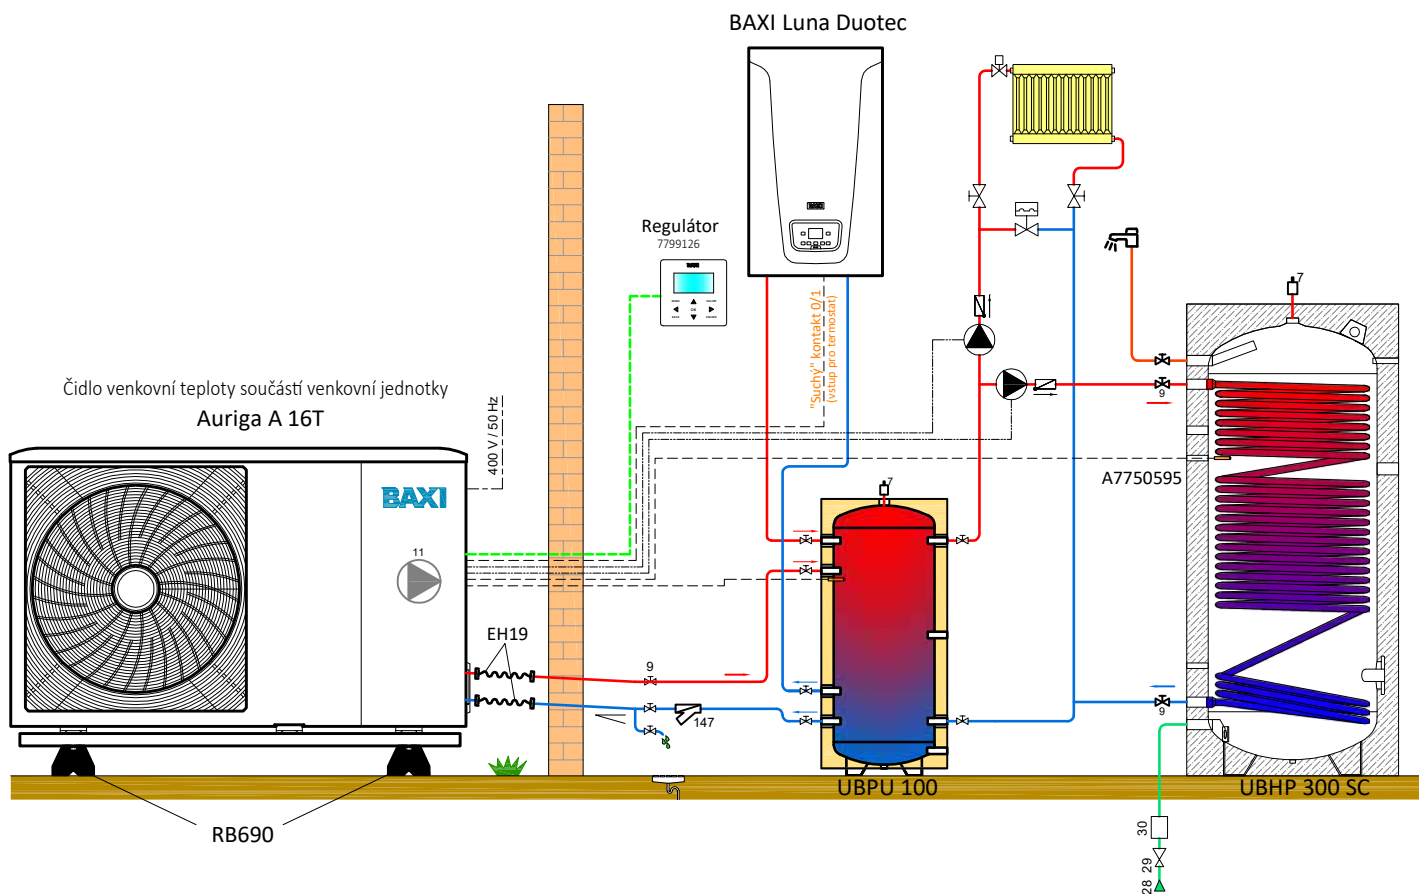 BAXI Luna Duotec
Regulátor
7799126
BAXI
OK
"Suchý" kontakt 0/1
(vstup pro termostat)
7
Čidlo venkovní teploty součástí venkovní jednotky
Auriga A 16T
400 V / 50 Hz
BAXI
11
9
A7750595
7
EH19
9
147
9
UBPU 100
UBHP 300 SC
RB690
30
29
28